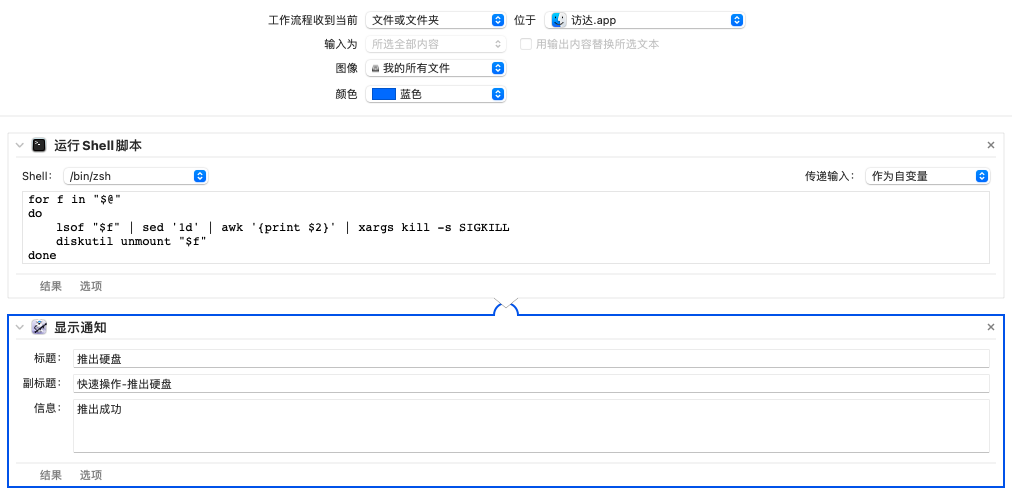 工作流程收到当前 文件或文件夹 位于 访达.app
输入为 所选全部内容 用输出内容替换所选文本
图像 我的所有文件
颜色 蓝色
运行 Shell 脚本
Shell： /bin/zsh 传递输入： 作为自变量
for f in "$@"
do
    lsof "$f" | sed '1d' | awk '{print $2}' | xargs kill -s SIGKILL
    diskutil unmount "$f"
done
结果 选项
显示通知
标题： 推出硬盘
副标题： 快速操作-推出硬盘
信息： 推出成功
结果 选项